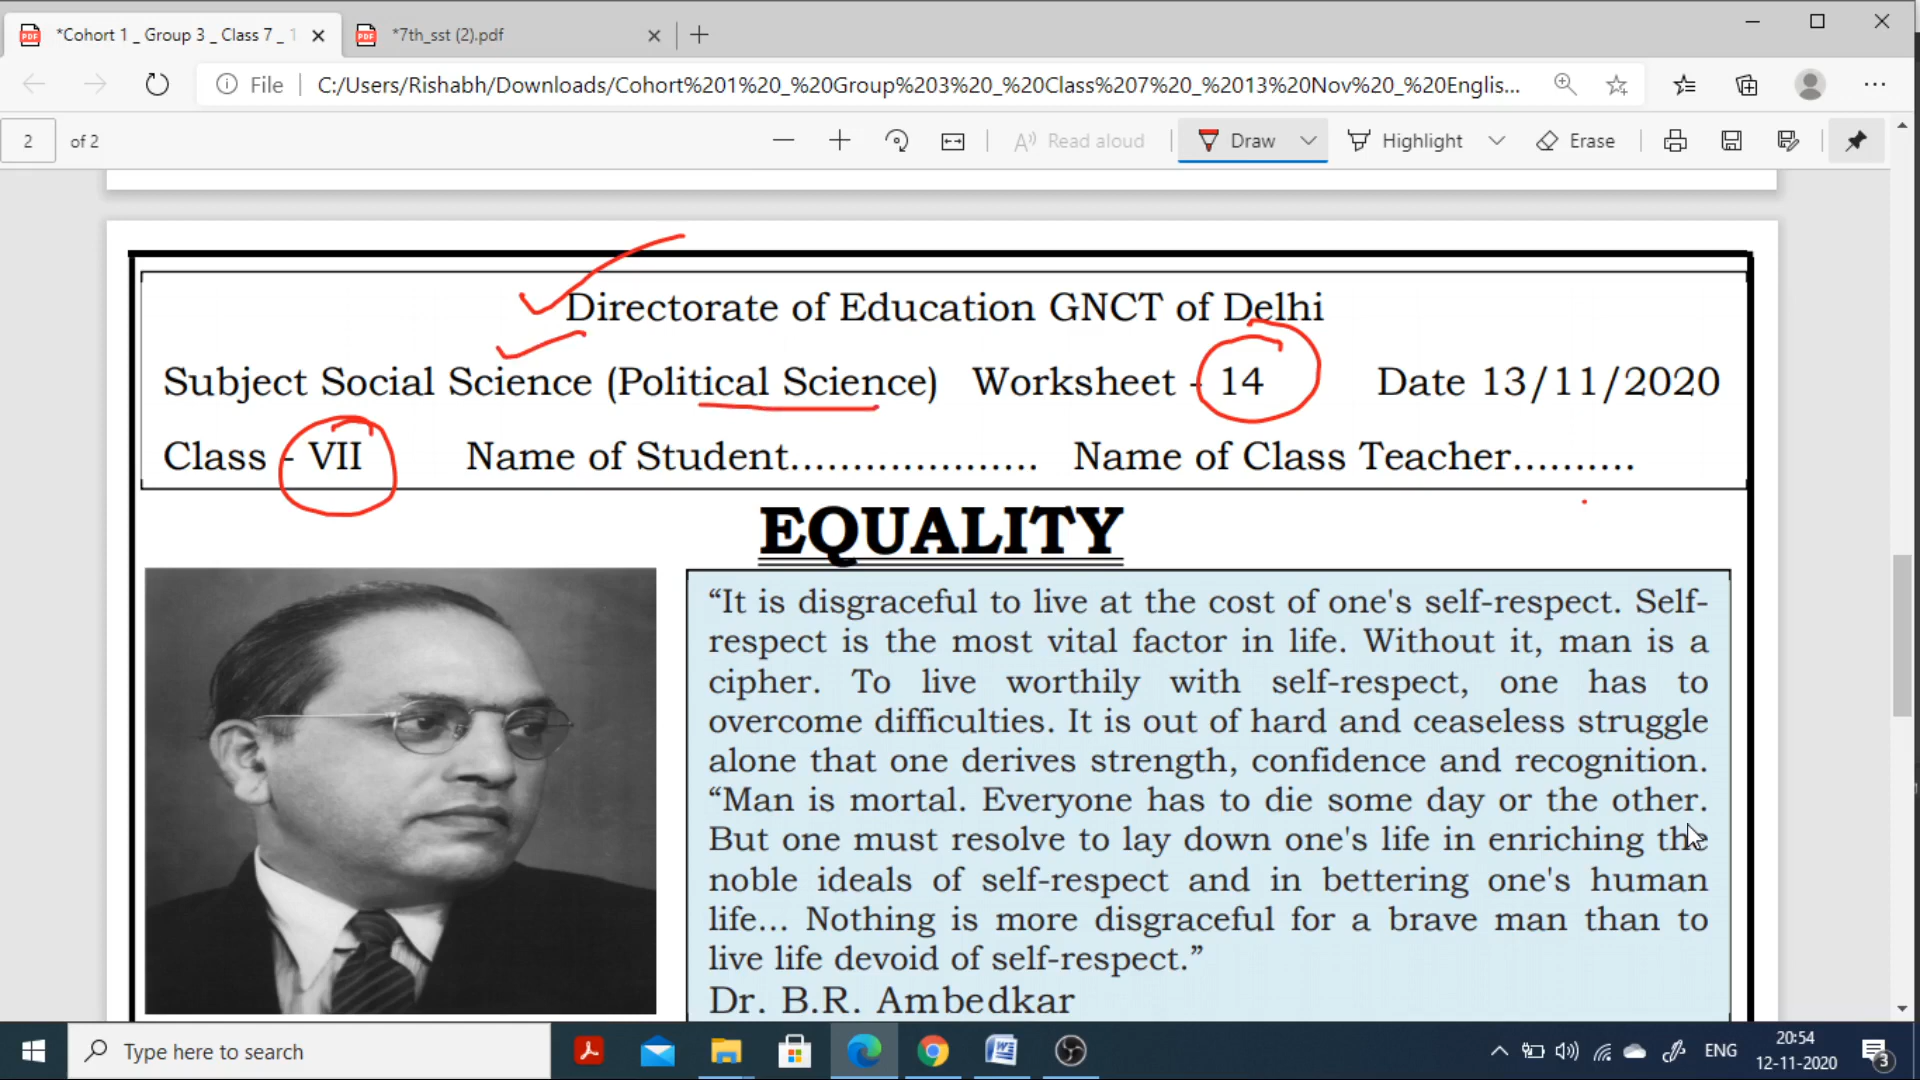 *Cohort 1 _ Group 3 _ Class 7 _ 1
*7th_sst (2).pdf
File
C:/Users/Rishabh/Downloads/Cohort%201%20_%20Group%203%20_%20Class%207%20_%2013%20Nov%20_%20Englis...
2 of 2
Read aloud
Draw
Highlight
Erase
Directorate of Education GNCT of Delhi
Subject Social Science (Political Science) Worksheet - 14 Date 13/11/2020
Class - VII Name of Student.................... Name of Class Teacher..........
EQUALITY
“It is disgraceful to live at the cost of one's self-respect. Self-
respect is the most vital factor in life. Without it, man is a
cipher. To live worthily with self-respect, one has to
overcome difficulties. It is out of hard and ceaseless struggle
alone that one derives strength, confidence and recognition.
“Man is mortal. Everyone has to die some day or the other.
But one must resolve to lay down one's life in enriching the
noble ideals of self-respect and in bettering one's human
life... Nothing is more disgraceful for a brave man than to
live life devoid of self-respect.”
Dr. B.R. Ambedkar
Type here to search
ENG
20:54
12-11-2020
3